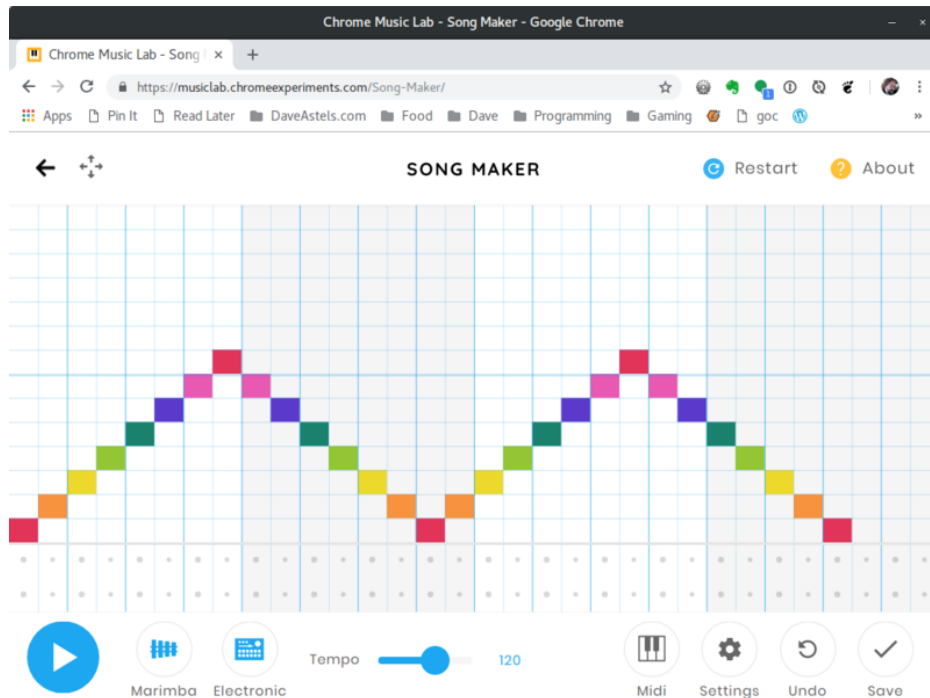 Chrome Music Lab - Song Maker - Google Chrome
Chrome Music Lab - Song
https://musiclab.chromeexperiments.com/Song-Maker/
Apps Pin It Read Later DaveAstels.com Food Dave Programming Gaming goc »
SONG MAKER Restart ? About
Tempo 120
Marimba Electronic Midi Settings Undo Save